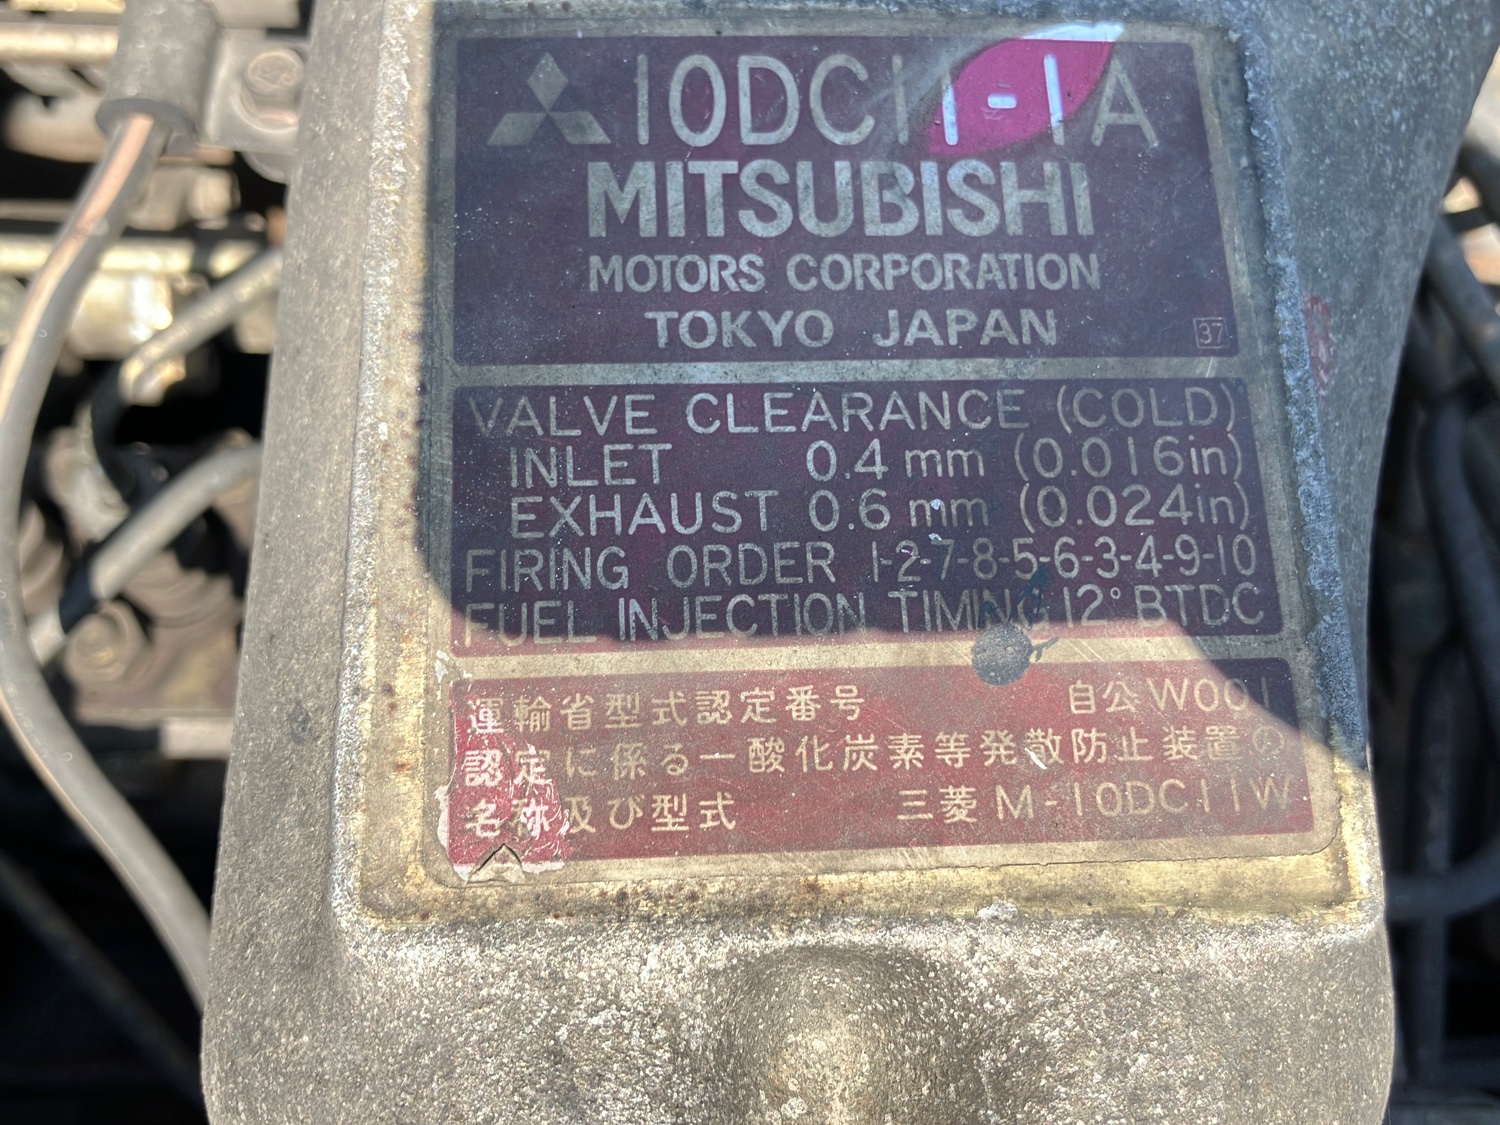 10DC11-1A
MITSUBISHI
MOTORS CORPORATION
TOKYO JAPAN
37
VALVE CLEARANCE (COLD)
INLET 0.4 mm (0.016in)
EXHAUST 0.6 mm (0.024in)
FIRING ORDER 1-2-7-8-5-6-3-4-9-10
FUEL INJECTION TIMING 12° BTDC
運輸省型式認定番号 自公W001
認定に係る一酸化炭素等発散防止装置の
名称及び型式 三菱 M-10DC11W